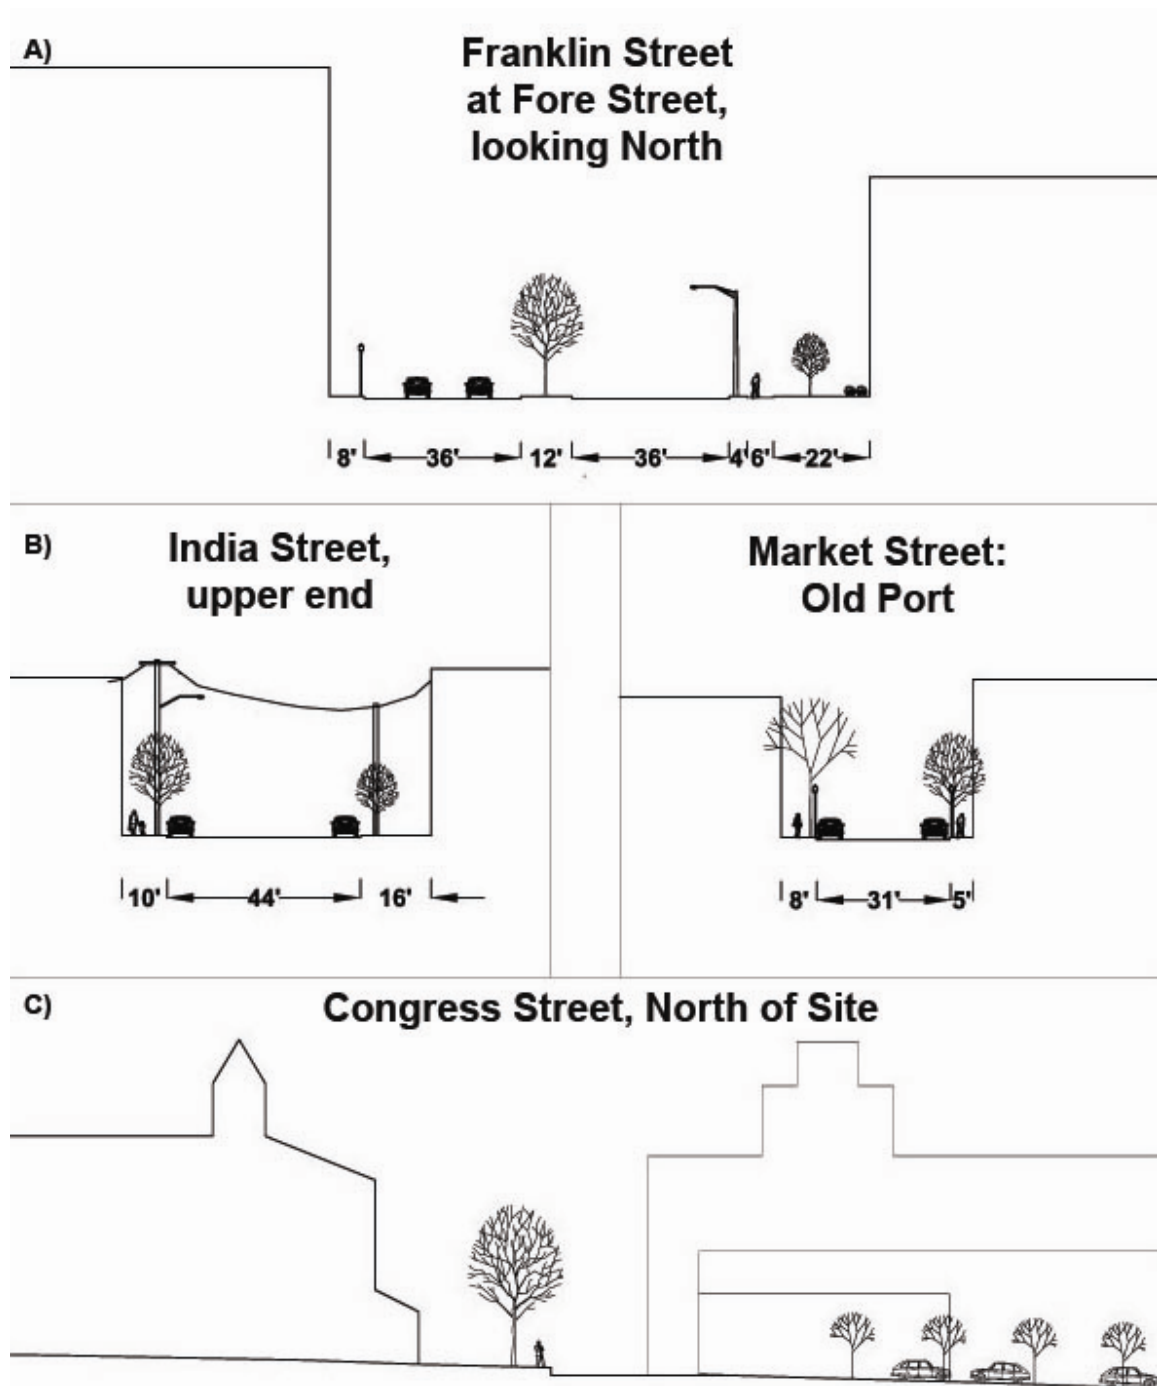 A)
Franklin Street
at Fore Street,
looking North
8' 36' 12' 36' 4' 6' 22'
B)
India Street,
upper end
10' 44' 16'
Market Street:
Old Port
8' 31' 5'
C)
Congress Street, North of Site